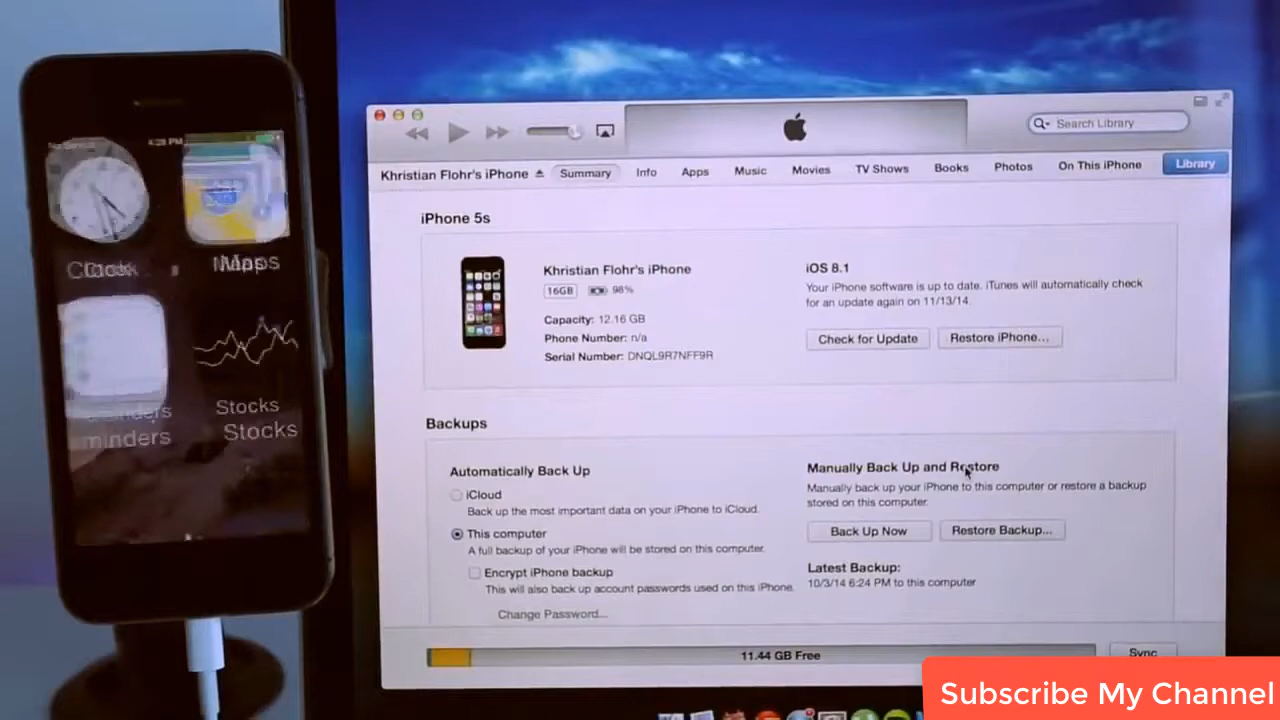 4:28 PM
Maps
Stocks
minders
Stocks
Search Library
Khristian Flohr's iPhone
Summary
Info
Apps
Music
Movies
TV Shows
Books
Photos
On This iPhone
Library
iPhone 5s
Khristian Flohr's iPhone
16GB 98%
Capacity: 12.16 GB
Phone Number: n/a
Serial Number: DNQL9R7NFF9R
iOS 8.1
Your iPhone software is up to date. iTunes will automatically check
for an update again on 11/13/14.
Check for Update
Restore iPhone...
Backups
Automatically Back Up
iCloud
Back up the most important data on your iPhone to iCloud.
This computer
A full backup of your iPhone will be stored on this computer.
Encrypt iPhone backup
This will also back up account passwords used on this iPhone.
Change Password...
Manually Back Up and Restore
Manually back up your iPhone to this computer or restore a backup
stored on this computer.
Back Up Now
Restore Backup...
Latest Backup:
10/3/14 6:24 PM to this computer
11.44 GB Free
Sync
Subscribe My Channel